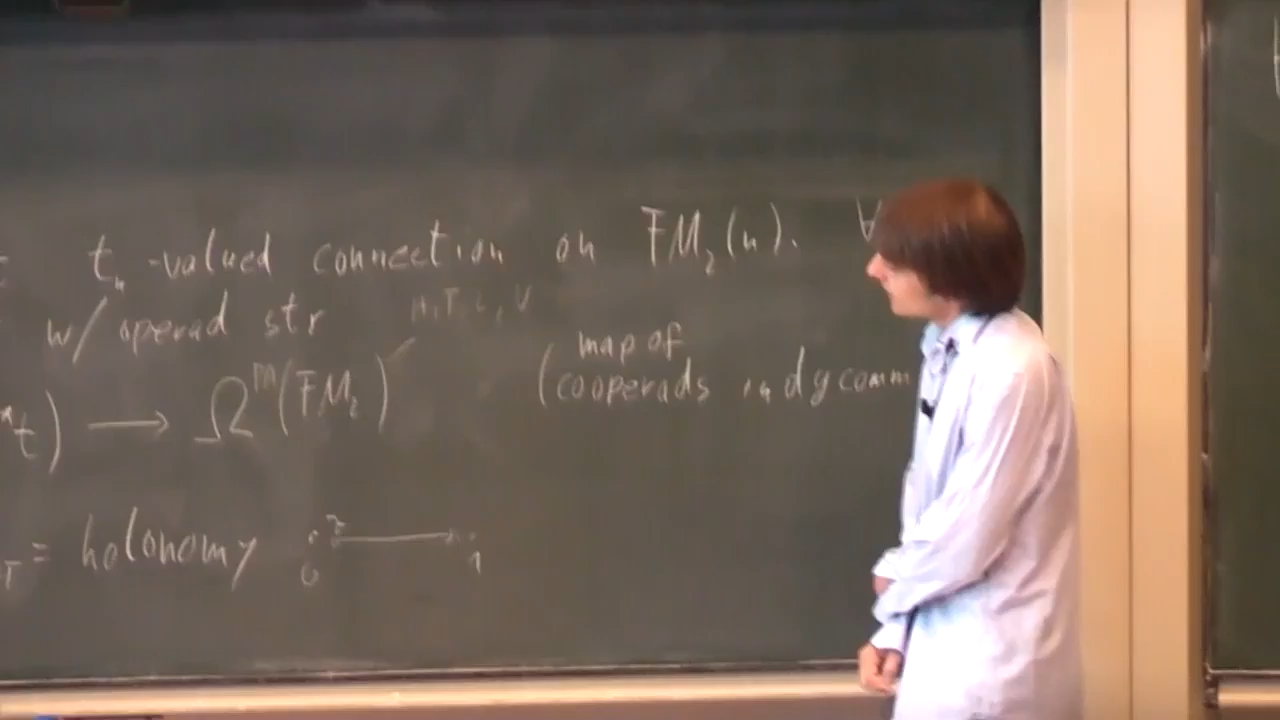 t_n-valued connection on FM_2(n). ∀
w/ operad str
H, T, L, V
t) → Ω^m(FM_2)
(map of cooperads in dg comm
= holonomy 0 z 1